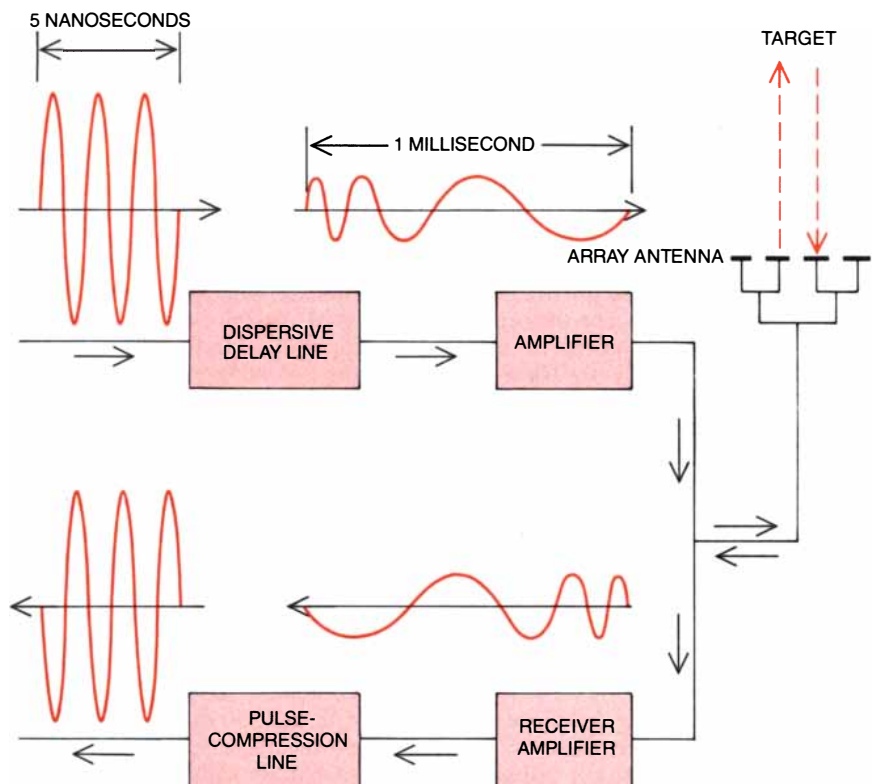 5 NANOSECONDS
TARGET
1 MILLISECOND
ARRAY ANTENNA
DISPERSIVE
DELAY LINE
AMPLIFIER
PULSE-
COMPRESSION
LINE
RECEIVER
AMPLIFIER